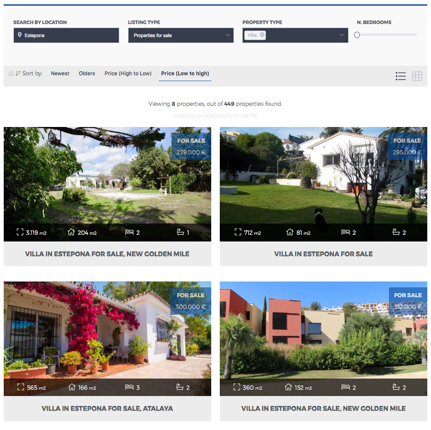 SEARCH BY LOCATION
LISTING TYPE
PROPERTY TYPE
N. BEDROOMS
Estepona
Properties for sale
Villa
Sort by:
Newest
Olders
Price (High to Low)
Price (Low to high)
Viewing 8 properties, out of 449 properties found.
Loading properties from cache
FOR SALE
229.000 €
3.119 m2
204 m2
2
1
VILLA IN ESTEPONA FOR SALE, NEW GOLDEN MILE
FOR SALE
295.000 €
712 m2
81 m2
2
2
VILLA IN ESTEPONA FOR SALE
FOR SALE
300.000 €
565 m2
166 m2
3
2
VILLA IN ESTEPONA FOR SALE, ATALAYA
FOR SALE
312.000 €
360 m2
152 m2
2
2
VILLA IN ESTEPONA FOR SALE, NEW GOLDEN MILE